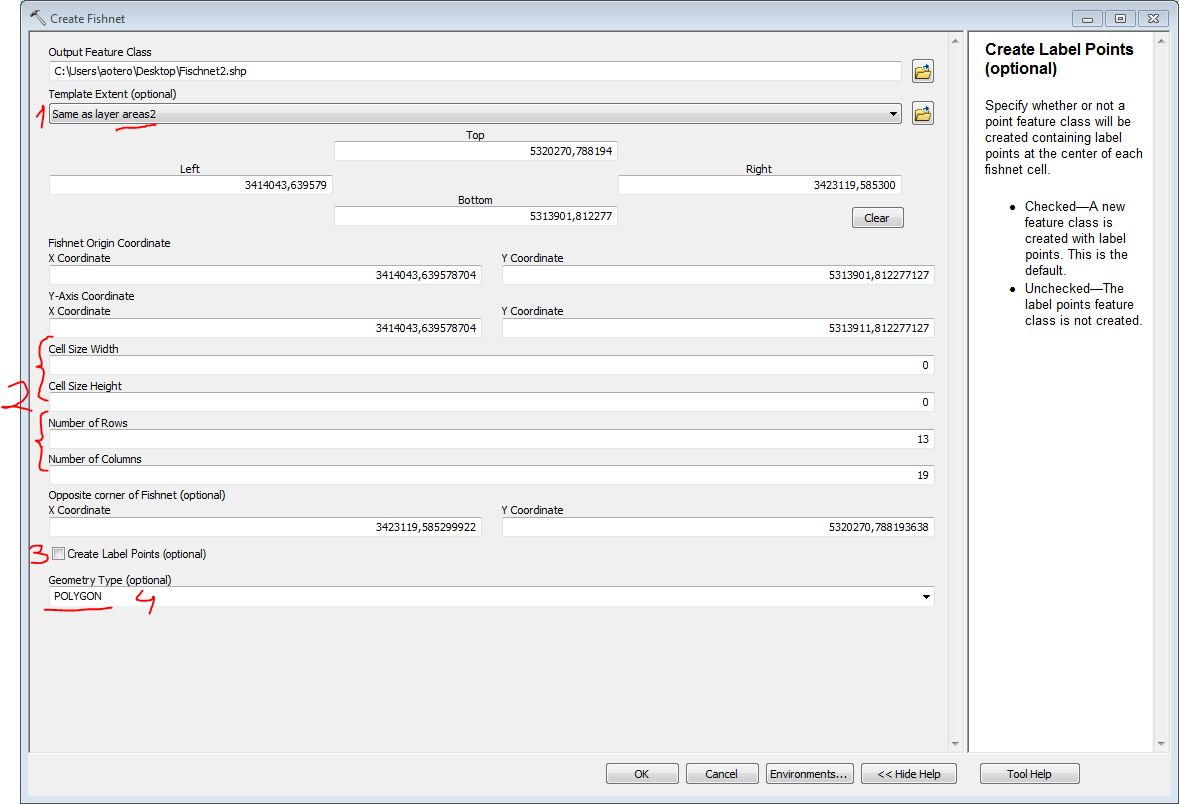 Create Fishnet
Output Feature Class
C:\Users\aotero\Desktop\Fischnet2.shp
Template Extent (optional)
1
Same as layer areas2
Top
5320270,788194
Left
Right
3414043,639579
3423119,585300
Bottom
5313901,812277
Clear
Fishnet Origin Coordinate
X Coordinate
Y Coordinate
3414043,639578704
5313901,812277127
Y-Axis Coordinate
X Coordinate
Y Coordinate
3414043,639578704
5313911,812277127
Cell Size Width
0
2
Cell Size Height
0
Number of Rows
13
Number of Columns
19
Opposite corner of Fishnet (optional)
X Coordinate
Y Coordinate
3423119,585299922
5320270,788193638
3
Create Label Points (optional)
Geometry Type (optional)
POLYGON
4
OK
Cancel
Environments...
<< Hide Help
Tool Help
Create Label Points
(optional)
Specify whether or not a
point feature class will be
created containing label
points at the center of each
fishnet cell.
• Checked—A new
feature class is
created with label
points. This is the
default.
• Unchecked—The
label points feature
class is not created.